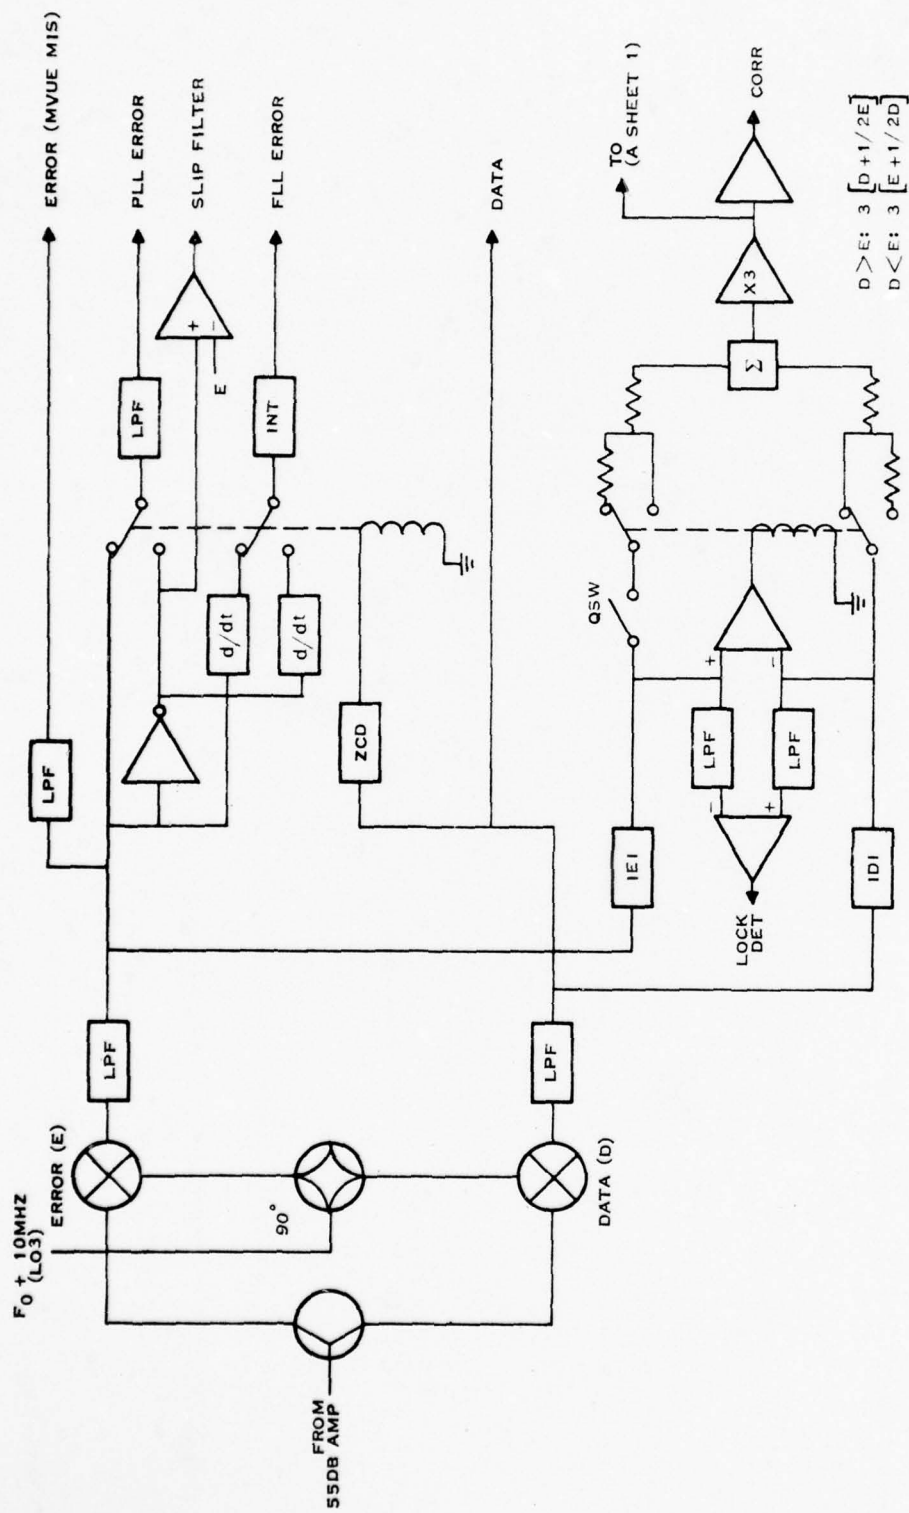 55DB FROM
AMP
F0 + 10MHZ
(LO3)
ERROR (E)
90°
DATA (D)
LPF
LPF
LPF
ERROR (MVUE MIS)
LPF
PLL ERROR
+
−
E
SLIP FILTER
d/dt
d/dt
INT
FLL ERROR
ZCD
DATA
IEI
QSW
LPF
LPF
+
−
−
+
LOCK
DET
IDI
Σ
X3
TO
(A SHEET 1)
CORR
D>E: 3 [D+1/2E]
D<E: 3 [E+1/2D]